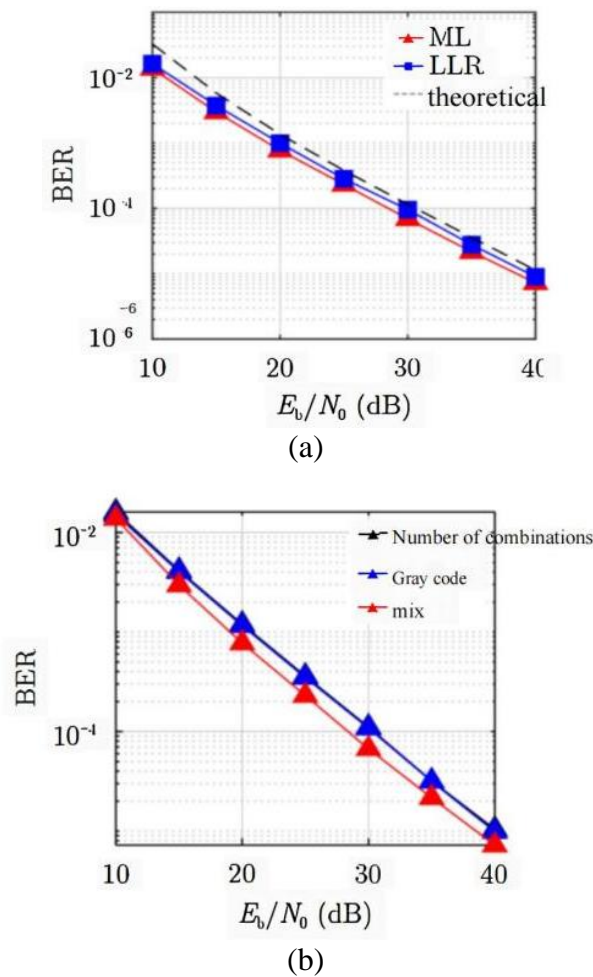 ML
LLR
theoretical
10⁻²
10⁻⁴
−6
10⁻⁶
BER
10 20 30 40
E_b/N_0 (dB)
(a)
Number of combinations
Gray code
mix
10⁻²
10⁻⁴
BER
10 20 30 40
E_b/N_0 (dB)
(b)